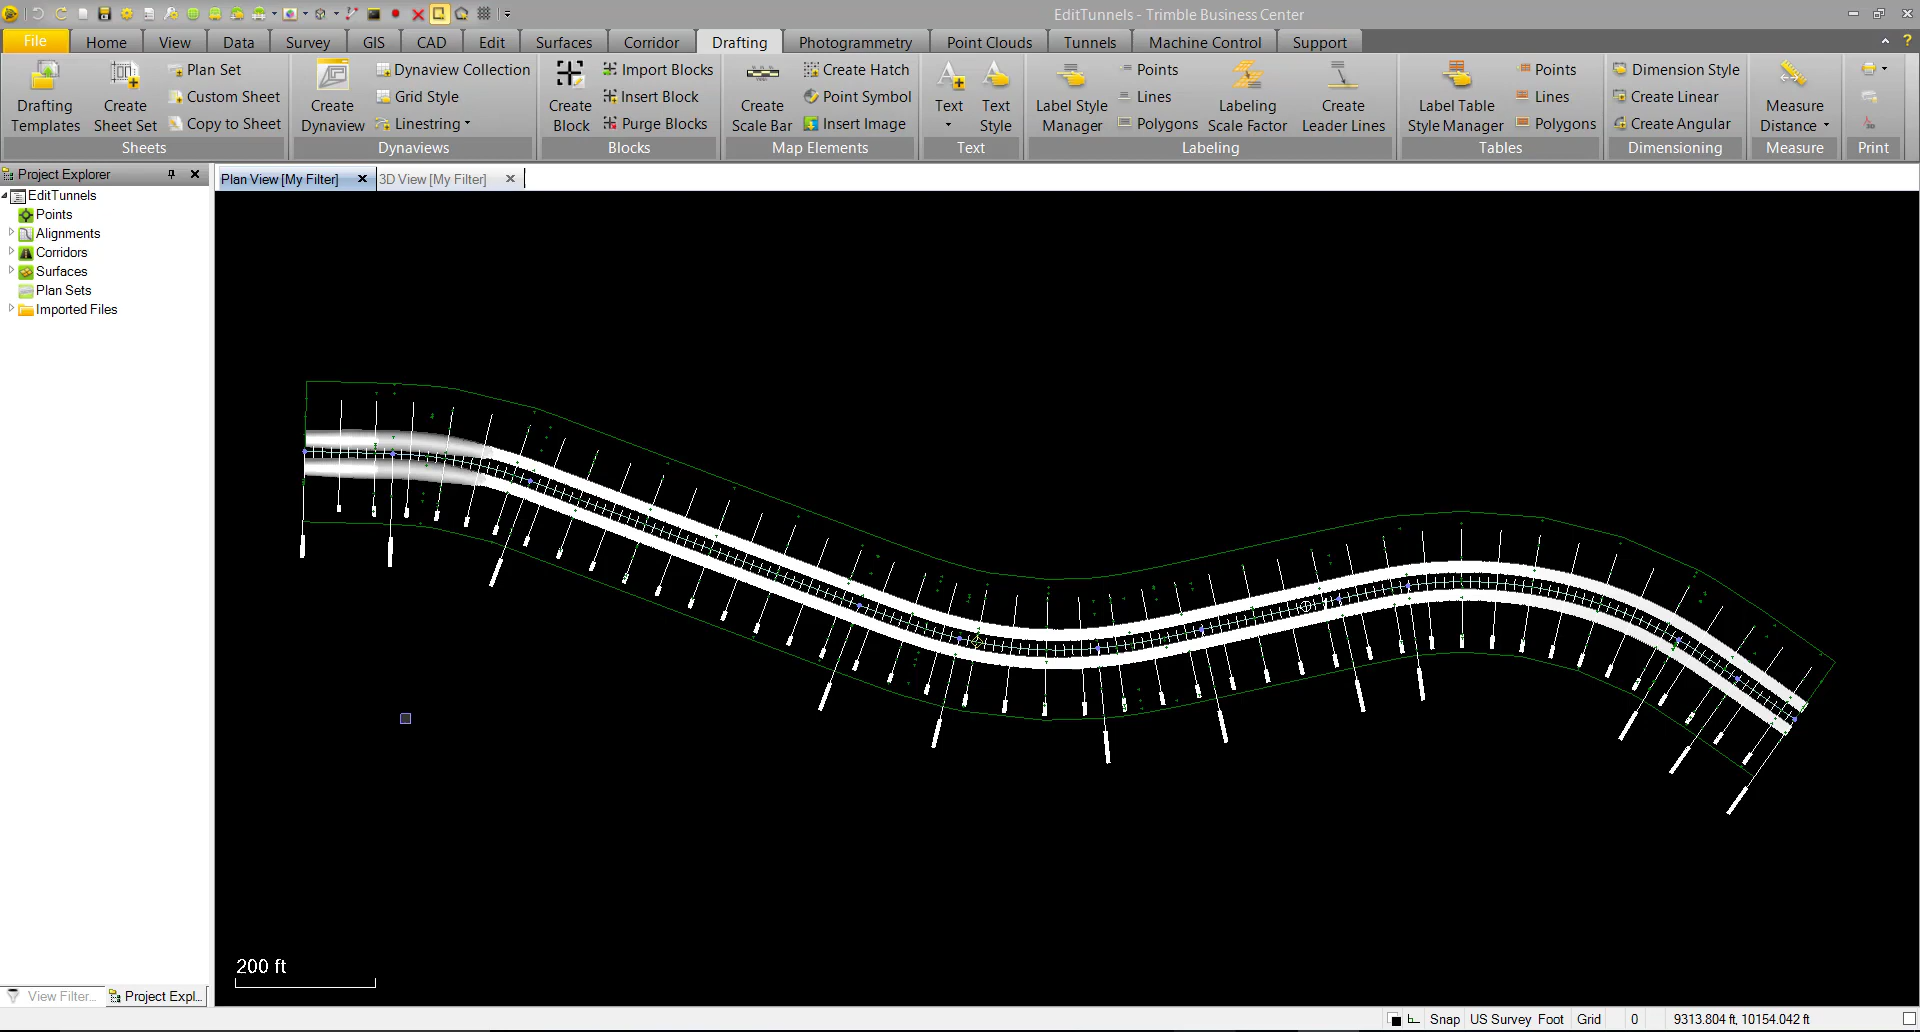 EditTunnels - Trimble Business Center
File Home View Data Survey GIS CAD Edit Surfaces Corridor Drafting Photogrammetry Point Clouds Tunnels Machine Control Support
Drafting Templates
Create Sheet Set
Plan Set
Custom Sheet
Copy to Sheet
Sheets
Create Dynaview
Dynaview Collection
Grid Style
Linestring
Dynaviews
Create Block
Import Blocks
Insert Block
Purge Blocks
Blocks
Create Scale Bar
Create Hatch
Point Symbol
Insert Image
Map Elements
Text
Text Style
Text
Label Style Manager
Points
Lines
Polygons
Labeling Scale Factor
Create Leader Lines
Labeling
Label Table Style Manager
Points
Lines
Polygons
Tables
Dimension Style
Create Linear
Create Angular
Dimensioning
Measure Distance
Measure
Print
Project Explorer
Plan View [My Filter]
3D View [My Filter]
EditTunnels
Points
Alignments
Corridors
Surfaces
Plan Sets
Imported Files
200 ft
View Filter...
Project Expl...
Snap US Survey Foot Grid 0 9313.804 ft, 10154.042 ft